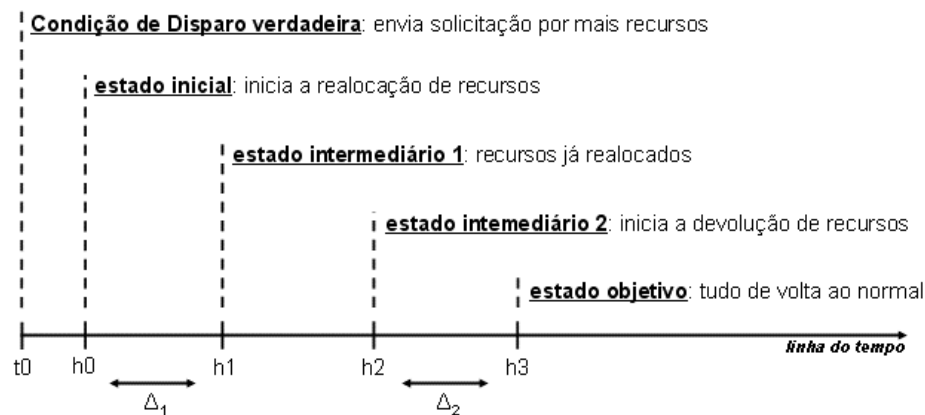 Condição de Disparo verdadeira: envia solicitação por mais recursos
estado inicial: inicia a realocação de recursos
estado intermediário 1: recursos já realocados
estado intemediário 2: inicia a devolução de recursos
estado objetivo: tudo de volta ao normal
linha do tempo
t0 h0 h1 h2 h3
Δ1 Δ2